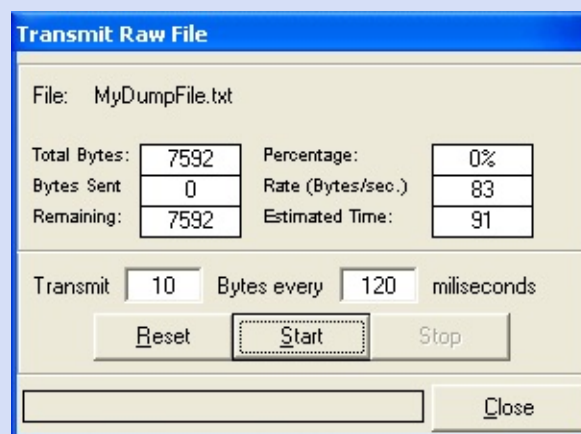 Transmit Raw File
File: MyDumpFile.txt
Total Bytes: 7592 Percentage: 0%
Bytes Sent 0 Rate (Bytes/sec.) 83
Remaining: 7592 Estimated Time: 91
Transmit 10 Bytes every 120 miliseconds
Reset Start Stop
Close